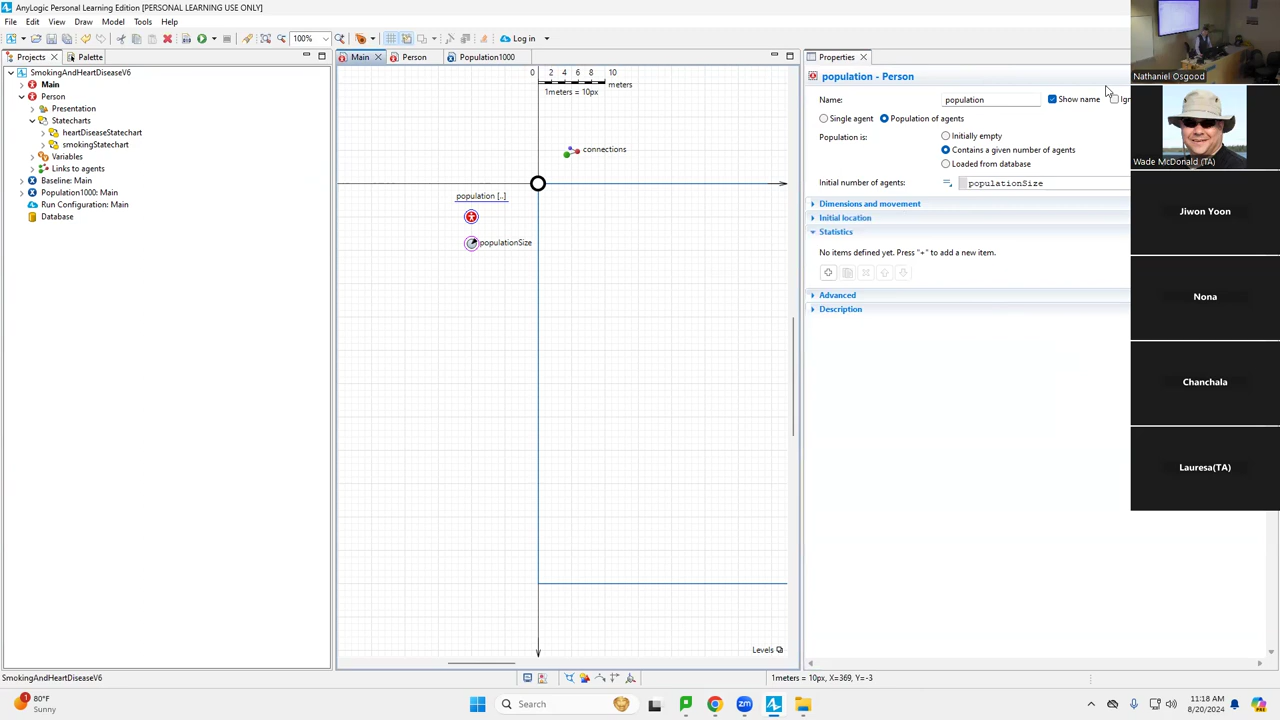 AnyLogic Personal Learning Edition [PERSONAL LEARNING USE ONLY]
File Edit View Draw Model Tools Help
100% Log in
Projects Palette
SmokingAndHeartDiseaseV6
Main
Person
Presentation
Statecharts
heartDiseaseStatechart
smokingStatechart
Variables
Links to agents
Baseline: Main
Population1000: Main
Run Configuration: Main
Database
Main Person Population1000
0 2 4 6 8 10
meters
1meters = 10px
connections
population [..]
populationSize
Levels
Properties
population - Person
Name: population Show name Ign
Single agent Population of agents
Population is: Initially empty
Contains a given number of agents
Loaded from database
Initial number of agents: populationSize
Dimensions and movement
Initial location
Statistics
No items defined yet. Press "+" to add a new item.
Advanced
Description
Nathaniel Osgood
Wade McDonald (TA)
Jiwon Yoon
Nona
Chanchala
Lauresa(TA)
SmokingAndHeartDiseaseV6 1meters = 10px, X=369, Y=-3
1 80°F
Sunny
Search
11:18 AM
8/20/2024